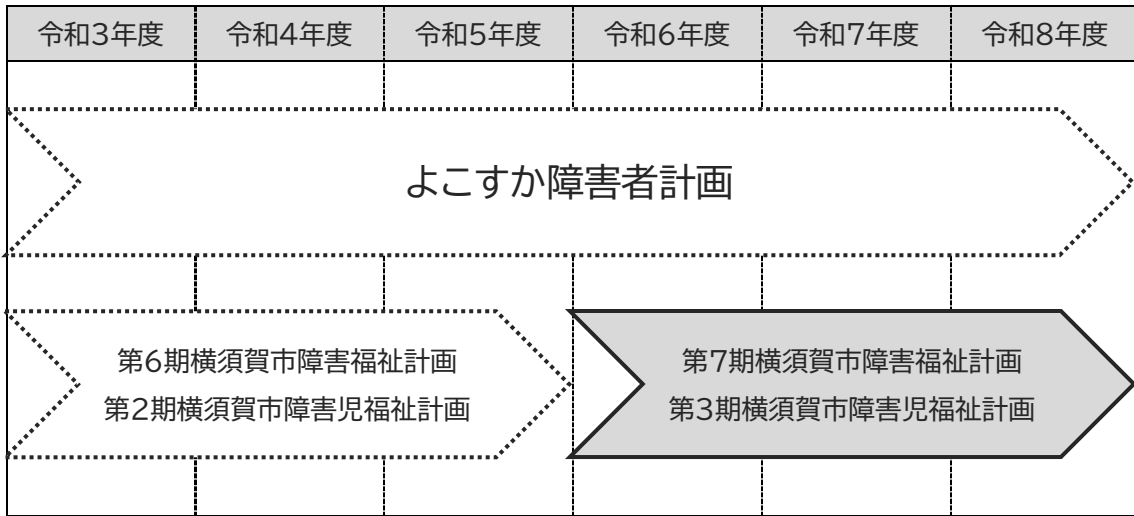 令和3年度 令和4年度 令和5年度 令和6年度 令和7年度 令和8年度
よこすか障害者計画
第6期横須賀市障害福祉計画
第2期横須賀市障害児福祉計画
第7期横須賀市障害福祉計画
第3期横須賀市障害児福祉計画